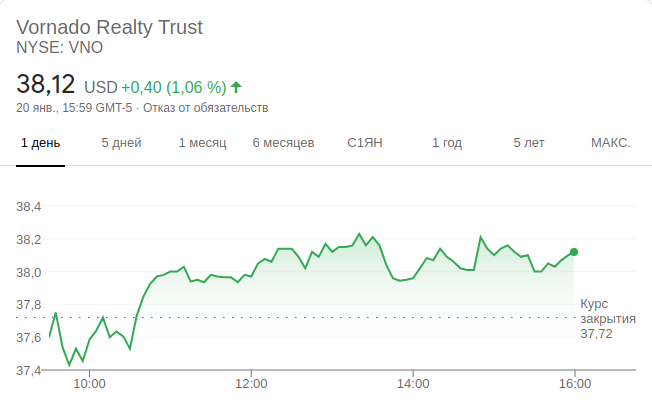 Vornado Realty Trust
NYSE: VNO
38,12 USD +0,40 (1,06 %)
20 янв., 15:59 GMT-5 · Отказ от обязательств
1 день 5 дней 1 месяц 6 месяцев С1ЯН 1 год 5 лет МАКС.
38,4
38,2
38,0
37,8
37,6
37,4
Курс
закрытия
37,72
10:00 12:00 14:00 16:00